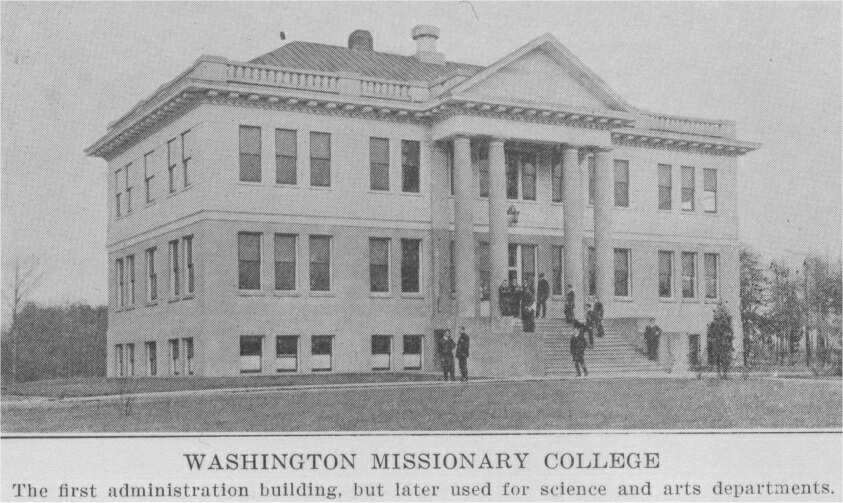 WASHINGTON MISSIONARY COLLEGE
The first administration building, but later used for science and arts departments.